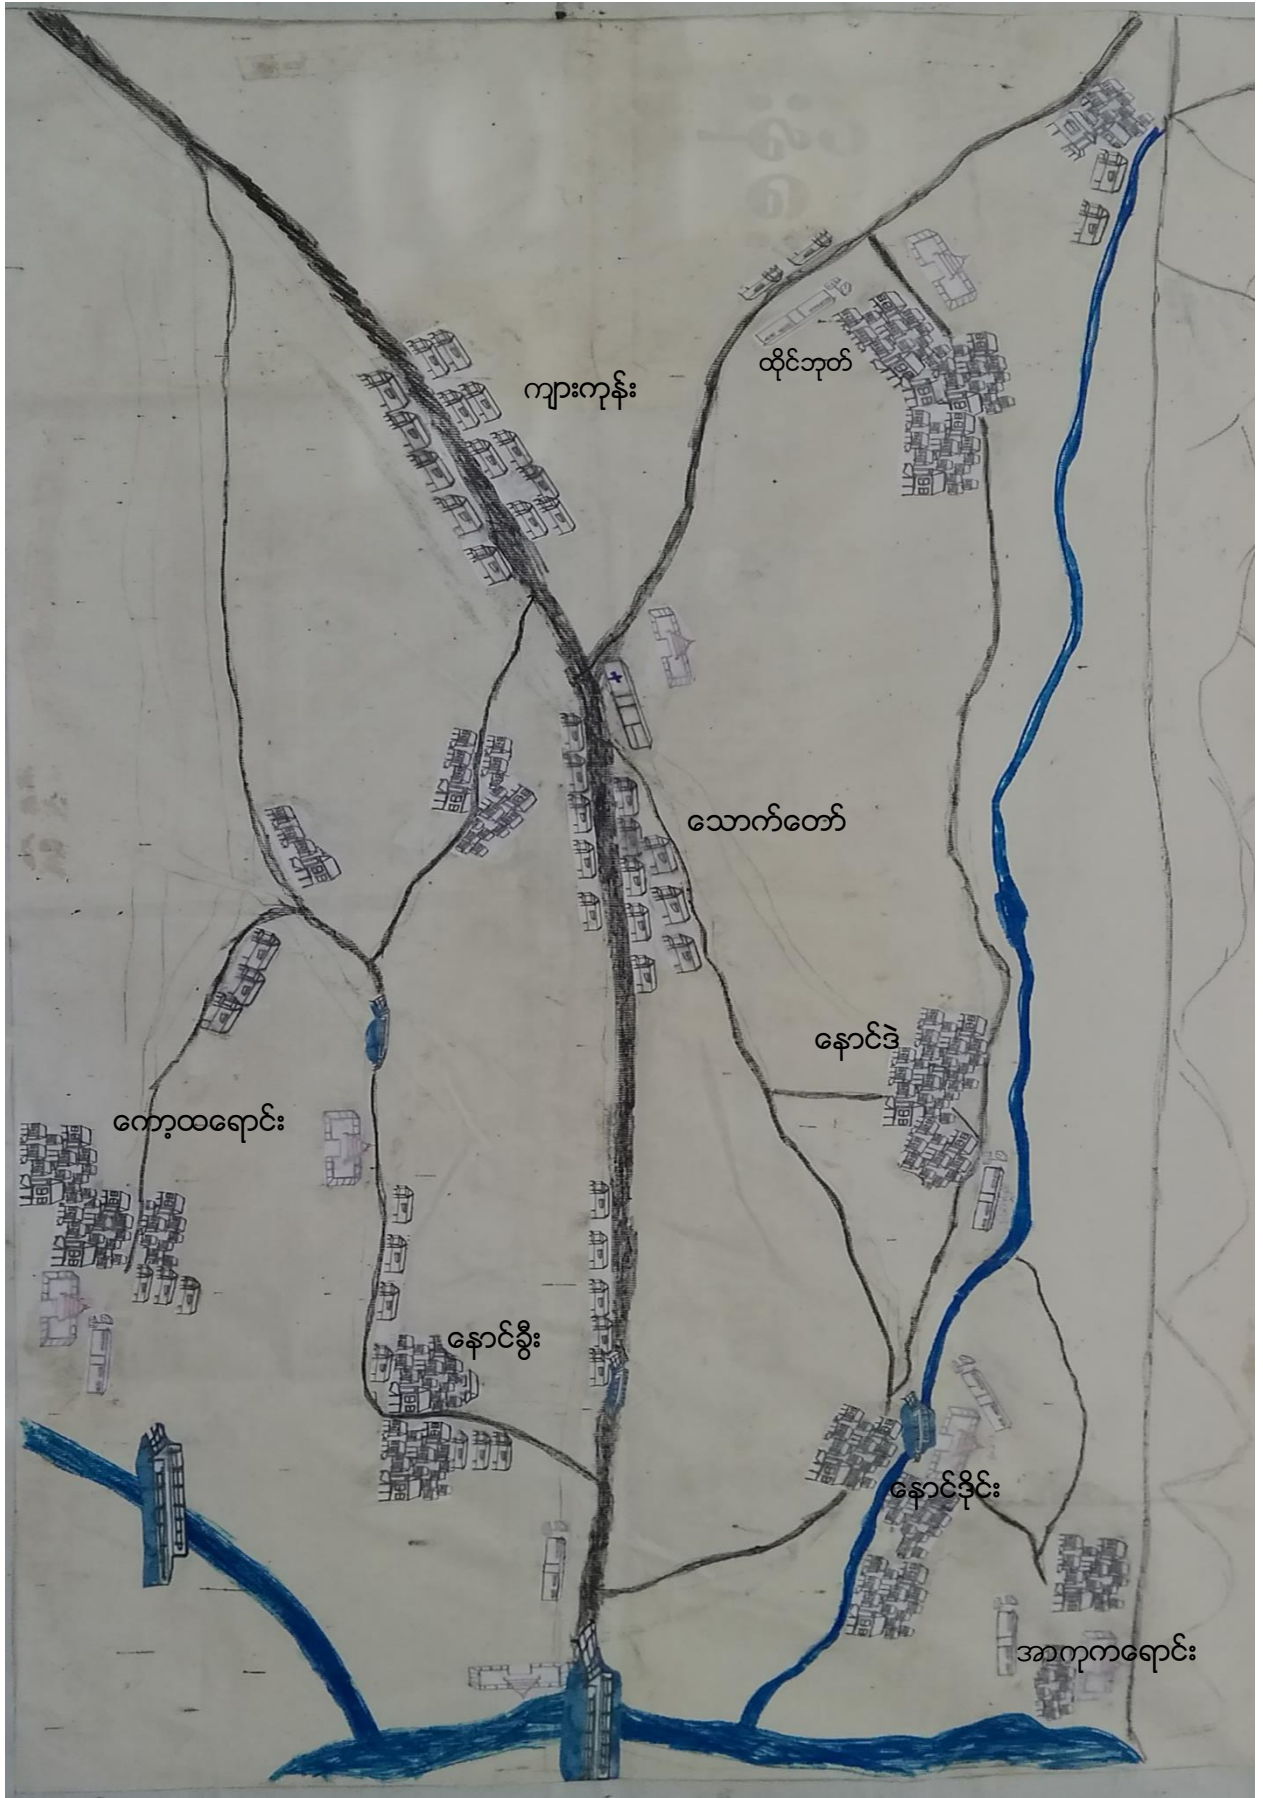 ထိုင်ဘုတ်
ကျားကုန်း
သောက်တော်
နောင်ဒဲ
ကော့ထရောင်း
နောင်ခွီး
နောင်ဒိုင်း
အာကုကရောင်း